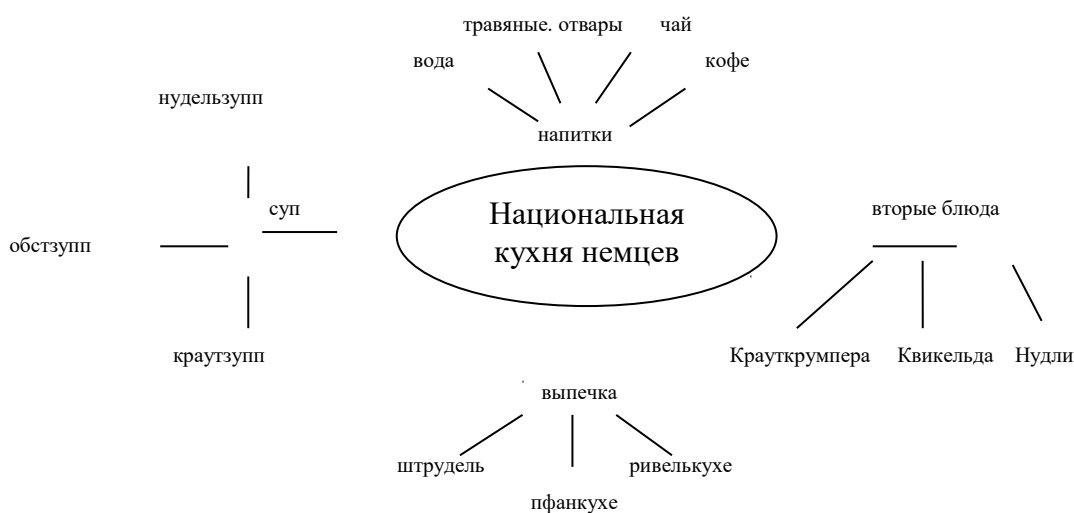 травяные. отвары чай
вода кофе
нудельзупп
напитки
суп
Национальная
кухня немцев
вторые блюда
обстзупп
краутзупп
Крауткрумпера Квикельда Нудли
выпечка
штрудель ривелькухе
пфанкухе